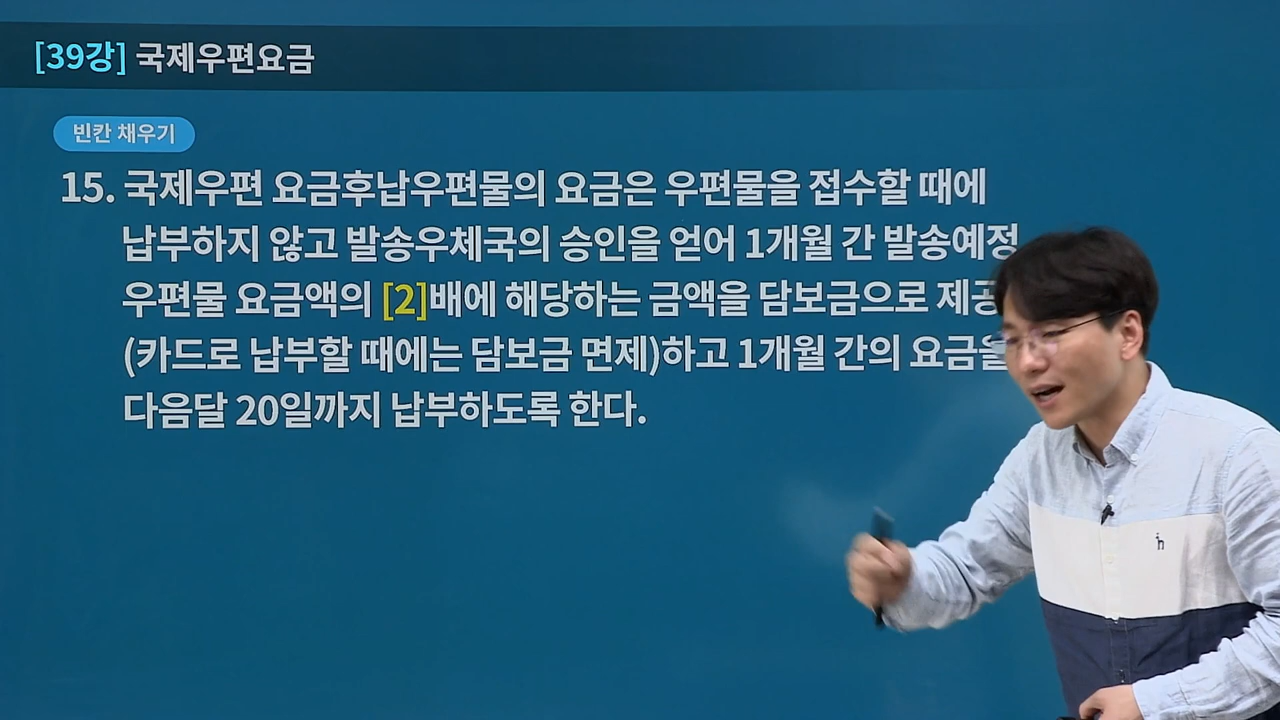 [39강] 국제우편요금
빈칸 채우기
15. 국제우편 요금후납우편물의 요금은 우편물을 접수할 때에
납부하지 않고 발송우체국의 승인을 얻어 1개월 간 발송예정
우편물 요금액의 [2]배에 해당하는 금액을 담보금으로 제공
(카드로 납부할 때에는 담보금 면제)하고 1개월 간의 요금을
다음달 20일까지 납부하도록 한다.
h